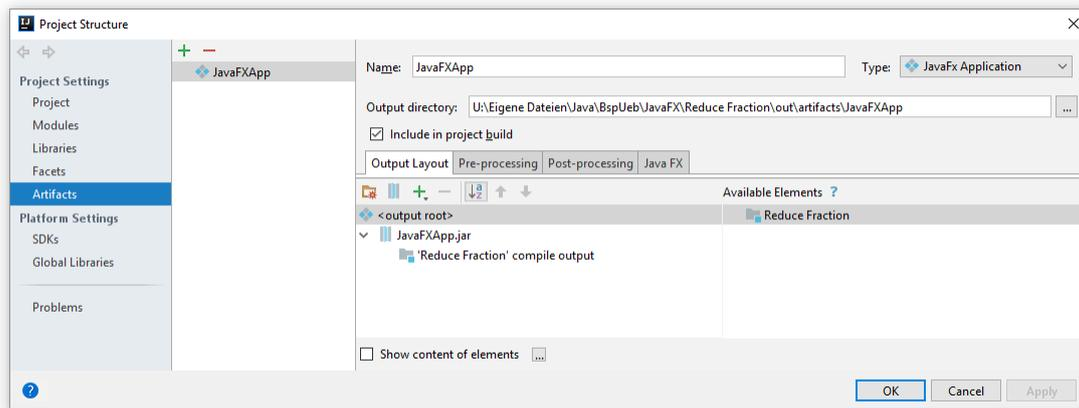 Project Structure
Project Settings
Project
Modules
Libraries
Facets
Artifacts
Platform Settings
SDKs
Global Libraries
Problems
JavaFXApp
Name: JavaFXApp
Type: JavaFx Application
Output directory: U:\Eigene Dateien\Java\BspUeb\JavaFX\Reduce Fraction\out\artifacts\JavaFXApp
...
Include in project build
Output Layout Pre-processing Post-processing Java FX
Available Elements ?
<output root>
JavaFXApp.jar
'Reduce Fraction' compile output
Reduce Fraction
Show content of elements ...
? OK Cancel Apply